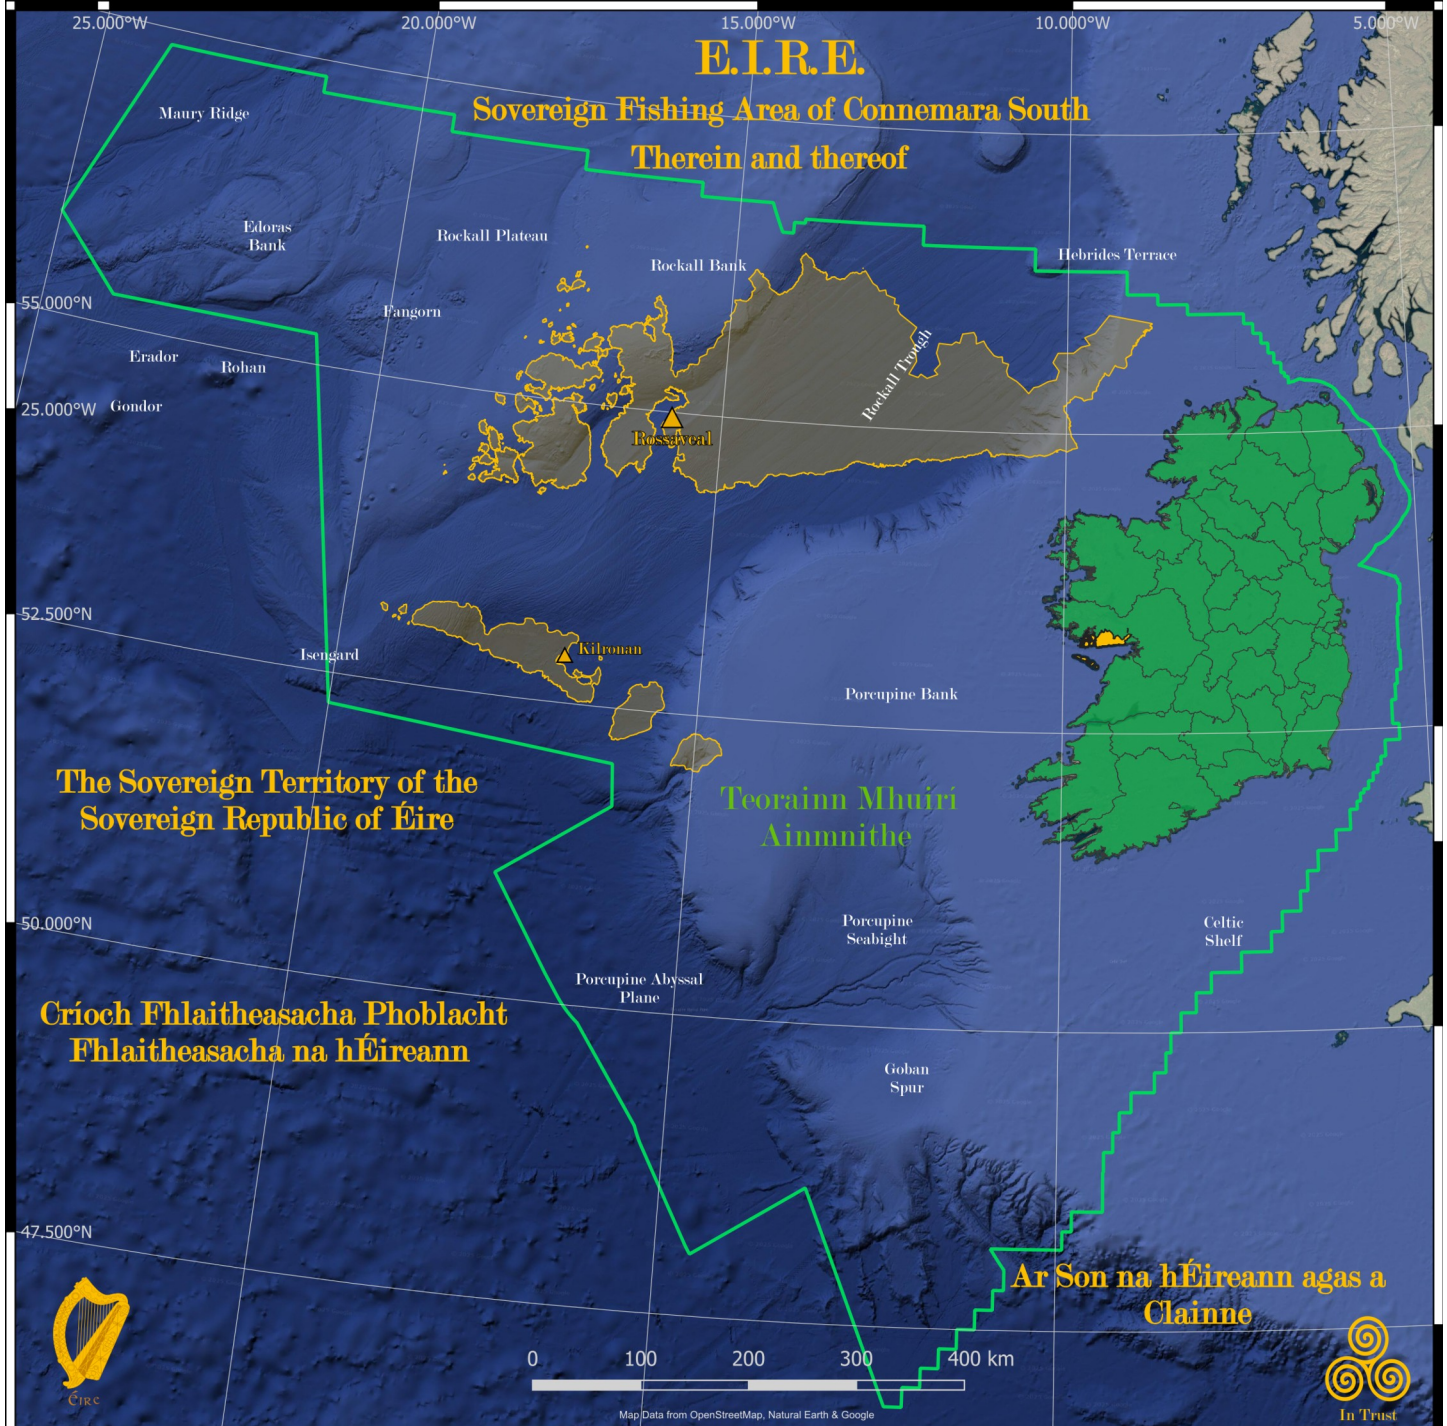 25.000°W
20.000°W
15.000°W
10.000°W
5.000°W
E.I.R.E.
Sovereign Fishing Area of Connemara South
Therein and thereof
Maury Ridge
Edoras
Bank
Rockall Plateau
Rockall Bank
Hebrides Terrace
55.000°N
Fangorn
Erador
Rohan
Rockall Trough
25.000°W
Gondor
Rossaveal
52.500°N
Isengard
Kilronan
Porcupine Bank
The Sovereign Territory of the
Sovereign Republic of Éire
Teorainn Mhuirí
Ainmnithe
50.000°N
Porcupine
Seabight
Celtic
Shelf
Porcupine Abyssal
Plane
Críoch Fhlaitheasacha Phoblacht
Fhlaitheasacha na hÉireann
Goban
Spur
47.500°N
Ar Son na hÉireann agas a
Clainne
0
100
200
300
400 km
Éire
In Trust
Map Data from OpenStreetMap, Natural Earth & Google